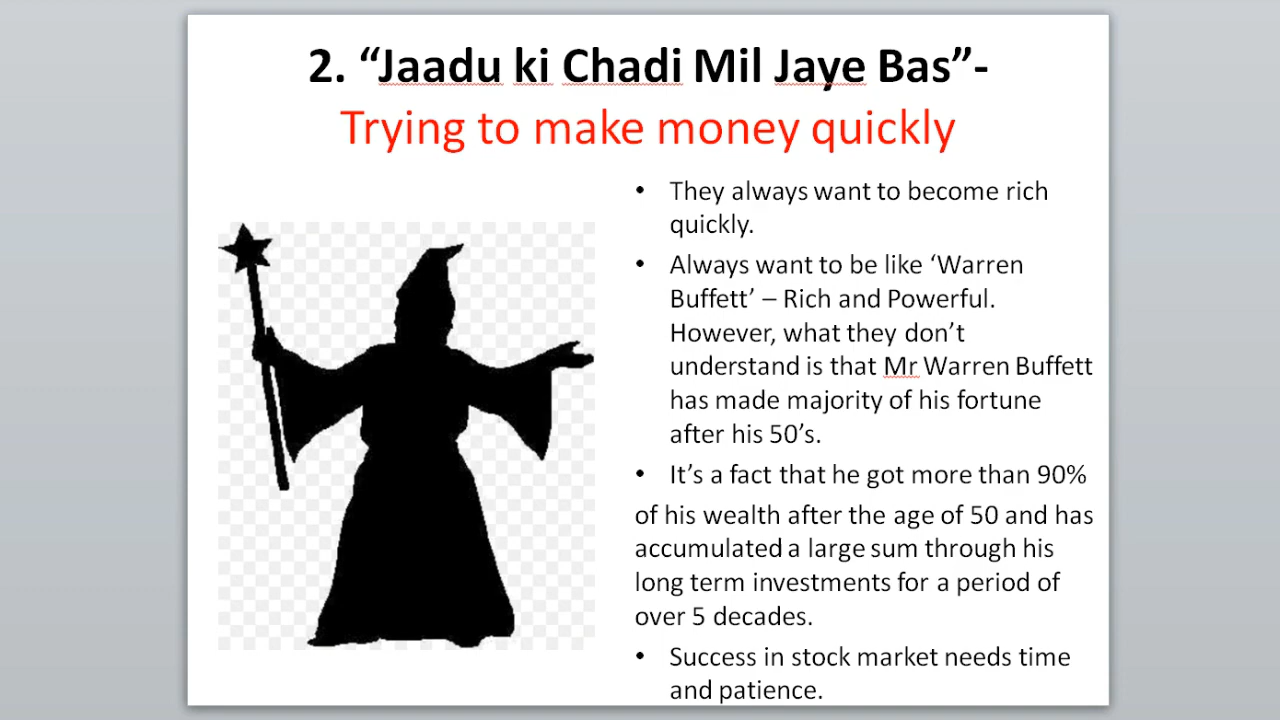 2. “Jaadu ki Chadi Mil Jaye Bas”-
Trying to make money quickly
• They always want to become rich
quickly.
• Always want to be like ‘Warren
Buffett’ – Rich and Powerful.
However, what they don’t
understand is that Mr Warren Buffett
has made majority of his fortune
after his 50’s.
• It’s a fact that he got more than 90%
of his wealth after the age of 50 and has
accumulated a large sum through his
long term investments for a period of
over 5 decades.
• Success in stock market needs time
and patience.